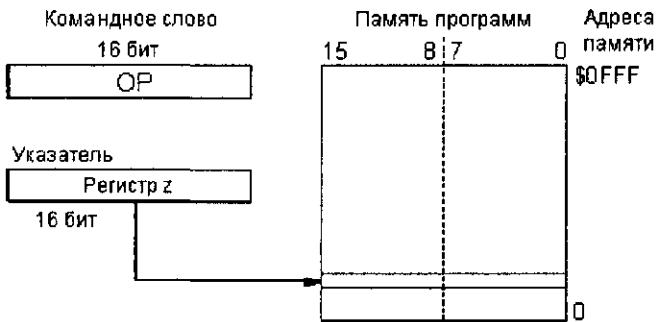 Командное слово
16 бит
OP
Указатель
Регистр z
16 бит
Память программ
15 8 7 0
Адреса
памяти
$0FFF
0